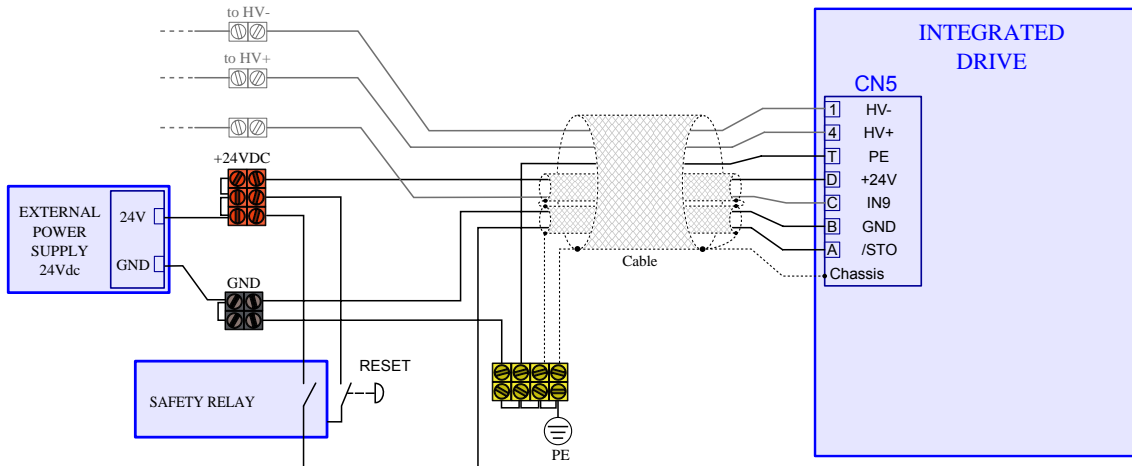 to HV-
to HV+
+24VDC
EXTERNAL
POWER
SUPPLY
24Vdc
24V
GND
GND
SAFETY RELAY
RESET
PE
Cable
INTEGRATED
DRIVE
CN5
1 HV-
4 HV+
T PE
D +24V
C IN9
B GND
A /STO
Chassis